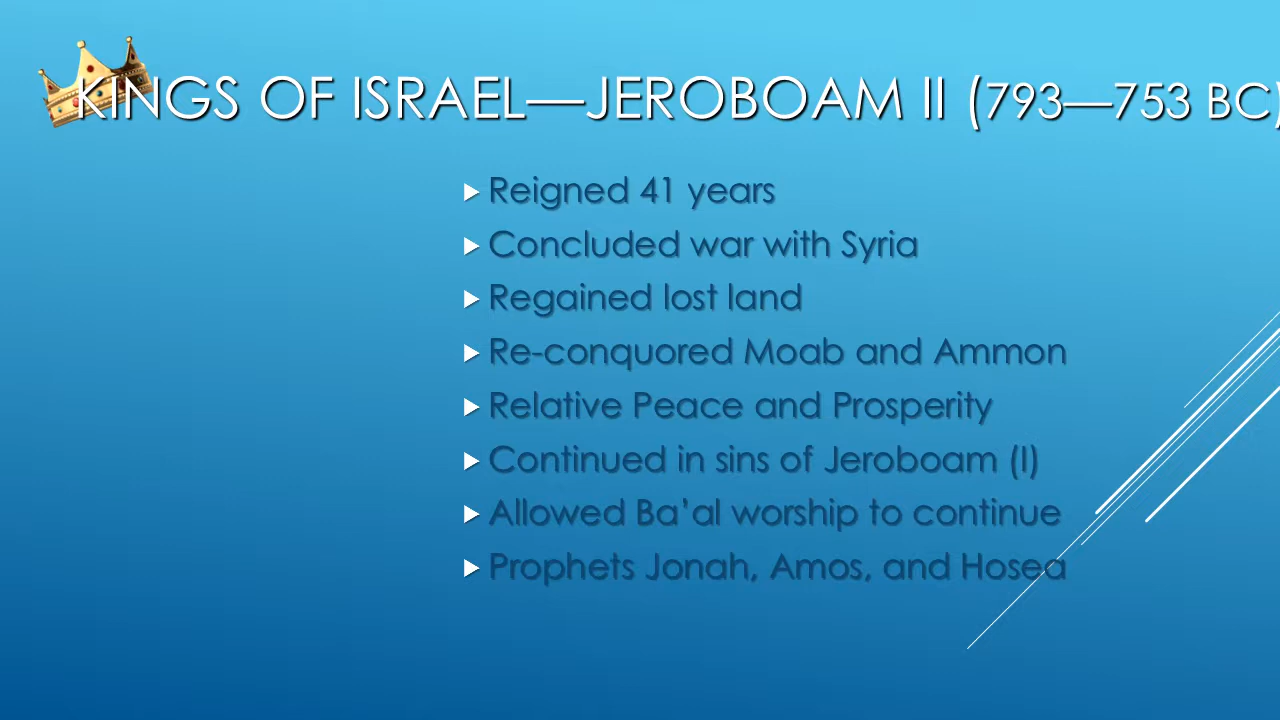 KINGS OF ISRAEL—JEROBOAM II (793—753 BC)
Reigned 41 years
Concluded war with Syria
Regained lost land
Re-conquored Moab and Ammon
Relative Peace and Prosperity
Continued in sins of Jeroboam (I)
Allowed Ba’al worship to continue
Prophets Jonah, Amos, and Hosea